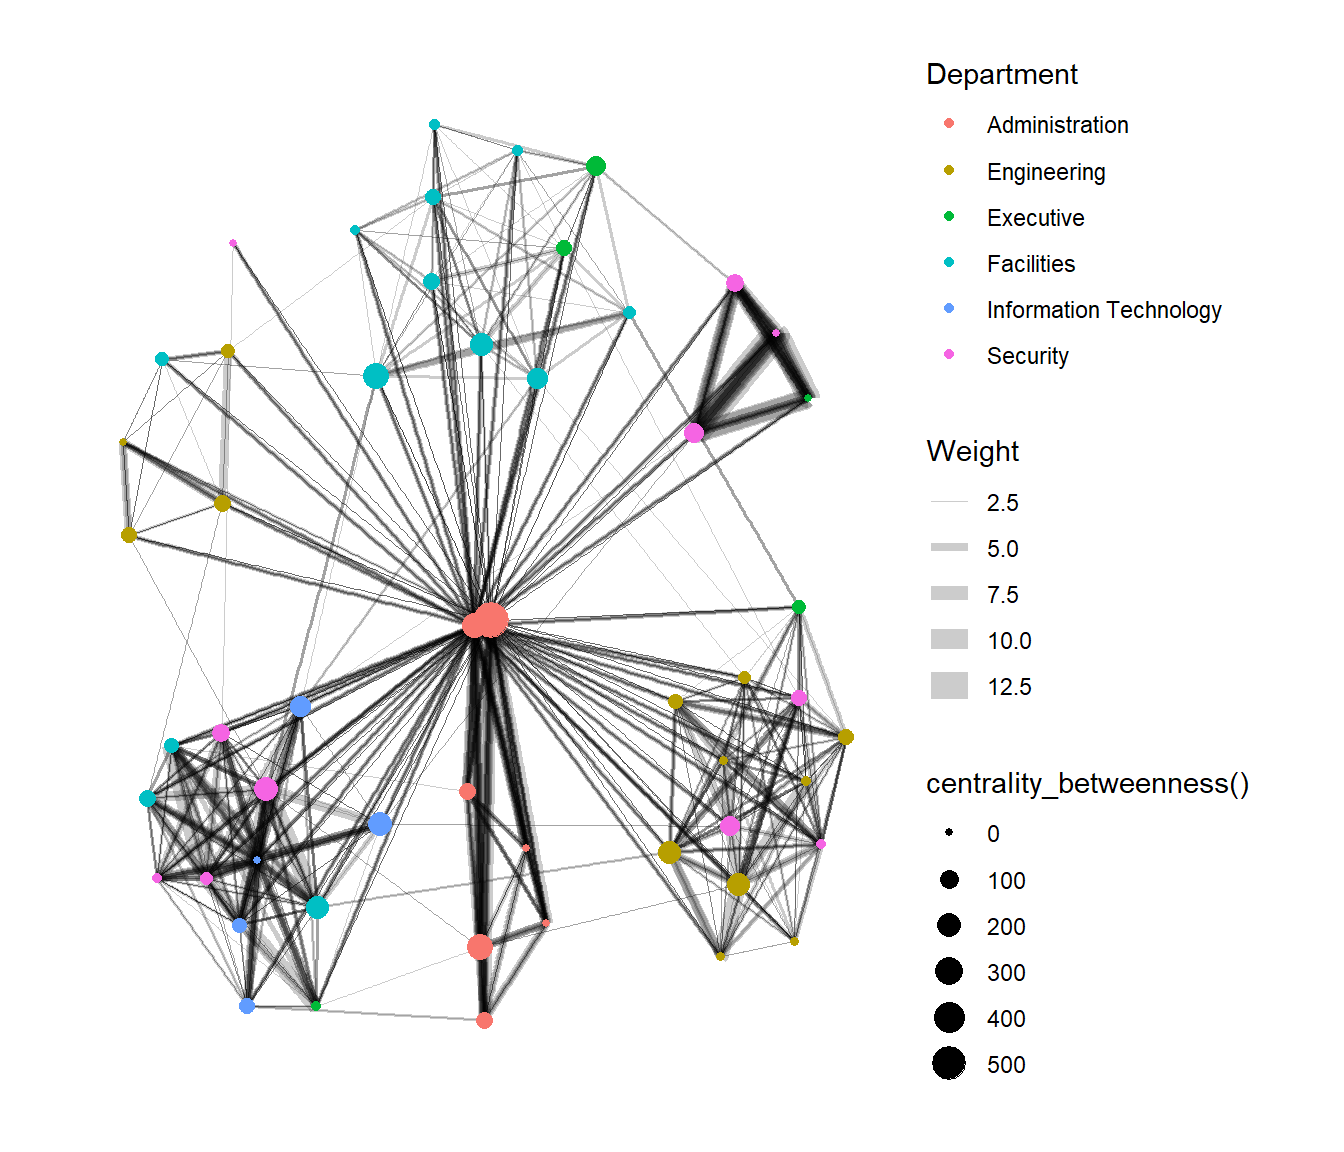 Department
Administration
Engineering
Executive
Facilities
Information Technology
Security
Weight
2.5
5.0
7.5
10.0
12.5
centrality_betweenness()
0
100
200
300
400
500